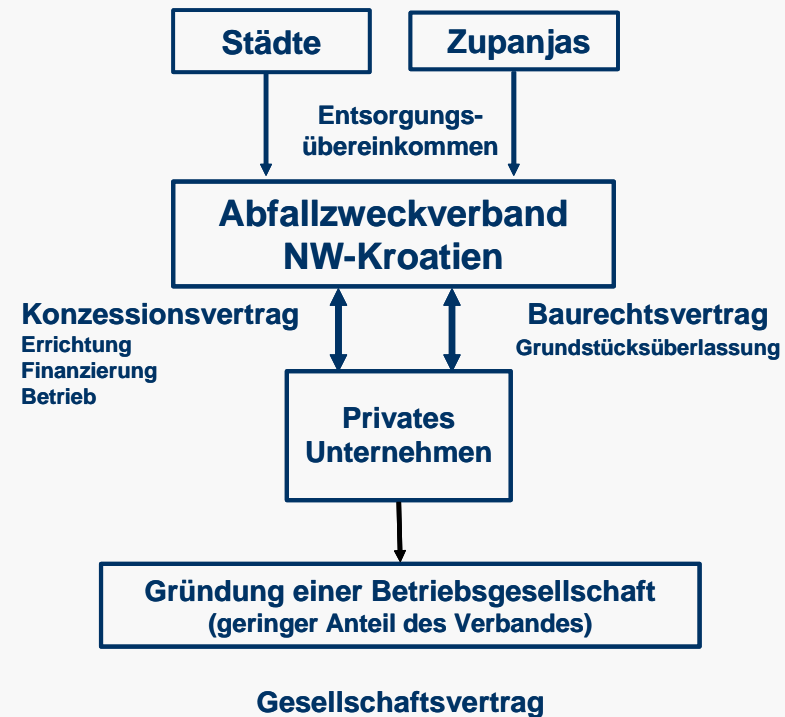 Städte
Zupanjas
Entsorgungs-
übereinkommen
Abfallzweckverband
NW-Kroatien
Konzessionsvertrag
Errichtung
Finanzierung
Betrieb
Baurechtsvertrag
Grundstücksüberlassung
Privates
Unternehmen
Gründung einer Betriebsgesellschaft
(geringer Anteil des Verbandes)
Gesellschaftsvertrag